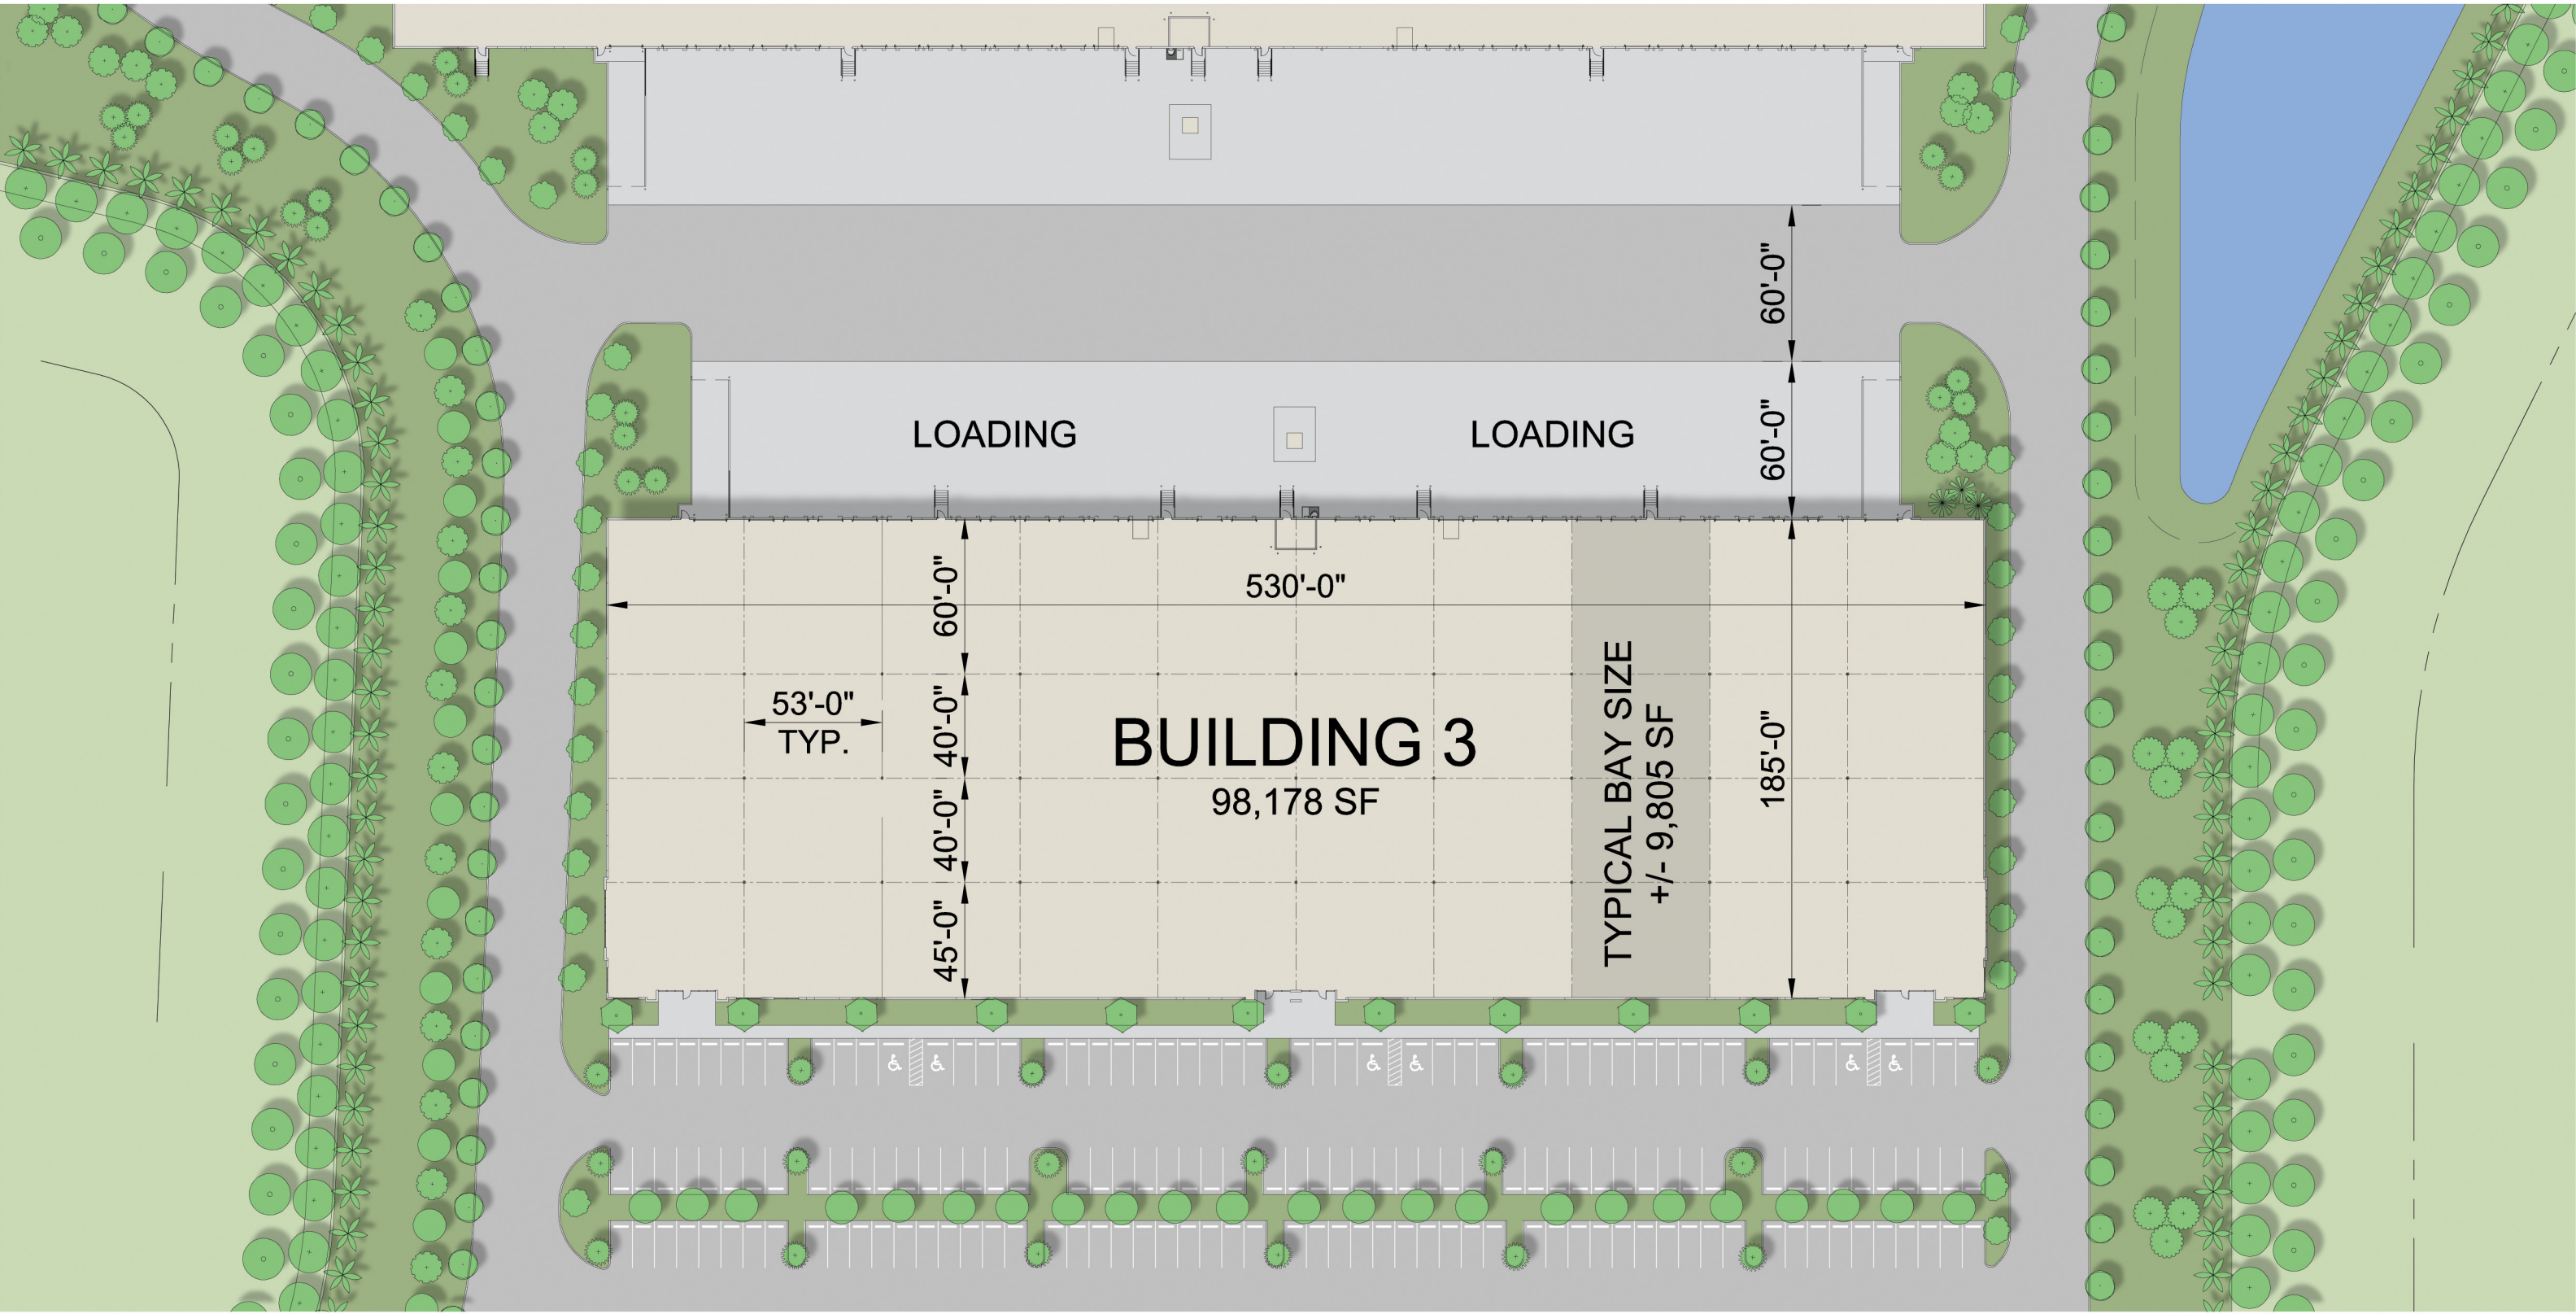 60'-0"
LOADING
LOADING
60'-0"
530'-0"
60'-0"
53'-0"
TYP.
40'-0"
BUILDING 3
98,178 SF
TYPICAL BAY SIZE
+/- 9,805 SF
185'-0"
40'-0"
45'-0"